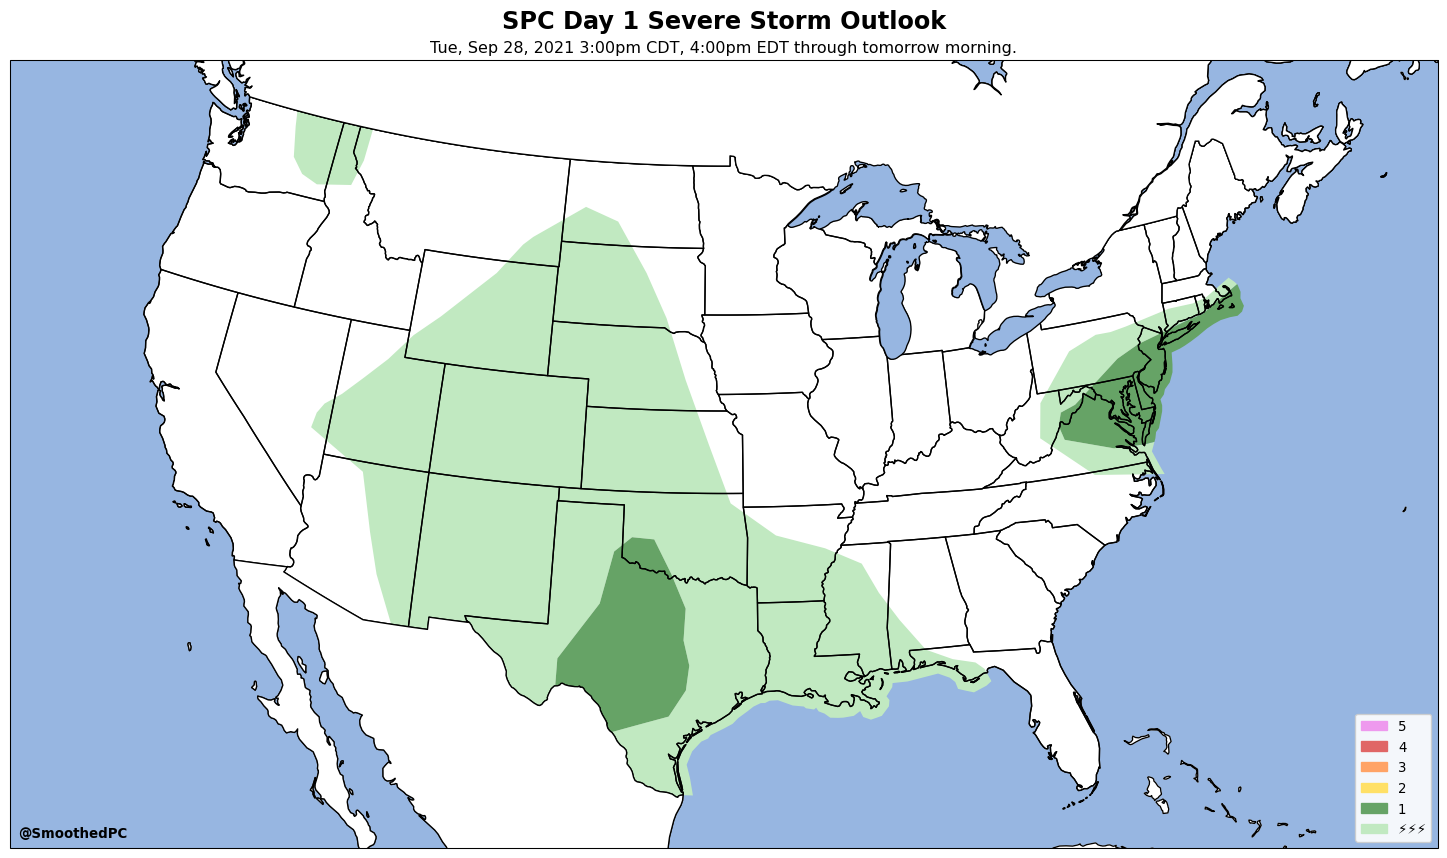 SPC Day 1 Severe Storm Outlook
Tue, Sep 28, 2021 3:00pm CDT, 4:00pm EDT through tomorrow morning.
5
4
3
2
1
⚡⚡⚡
@SmoothedPC